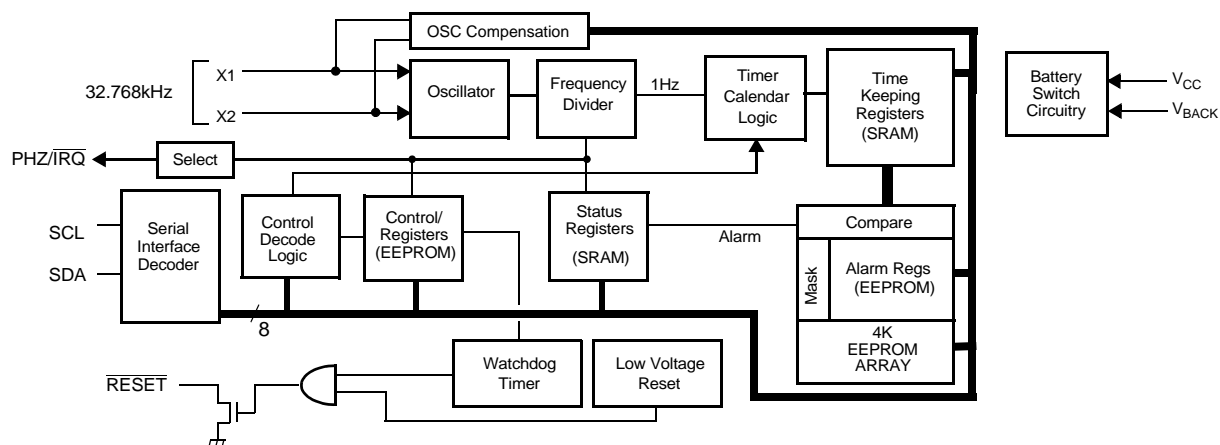 OSC Compensation
32.768kHz
X1
X2
Oscillator
Frequency
Divider
1Hz
Timer
Calendar
Logic
Time
Keeping
Registers
(SRAM)
Battery
Switch
Circuitry
VCC
VBACK
PHZ/IRQ
Select
SCL
SDA
Serial
Interface
Decoder
Control
Decode
Logic
Control/
Registers
(EEPROM)
Status
Registers
(SRAM)
Alarm
Compare
Mask
Alarm Regs
(EEPROM)
4K
EEPROM
ARRAY
8
RESET
Watchdog
Timer
Low Voltage
Reset